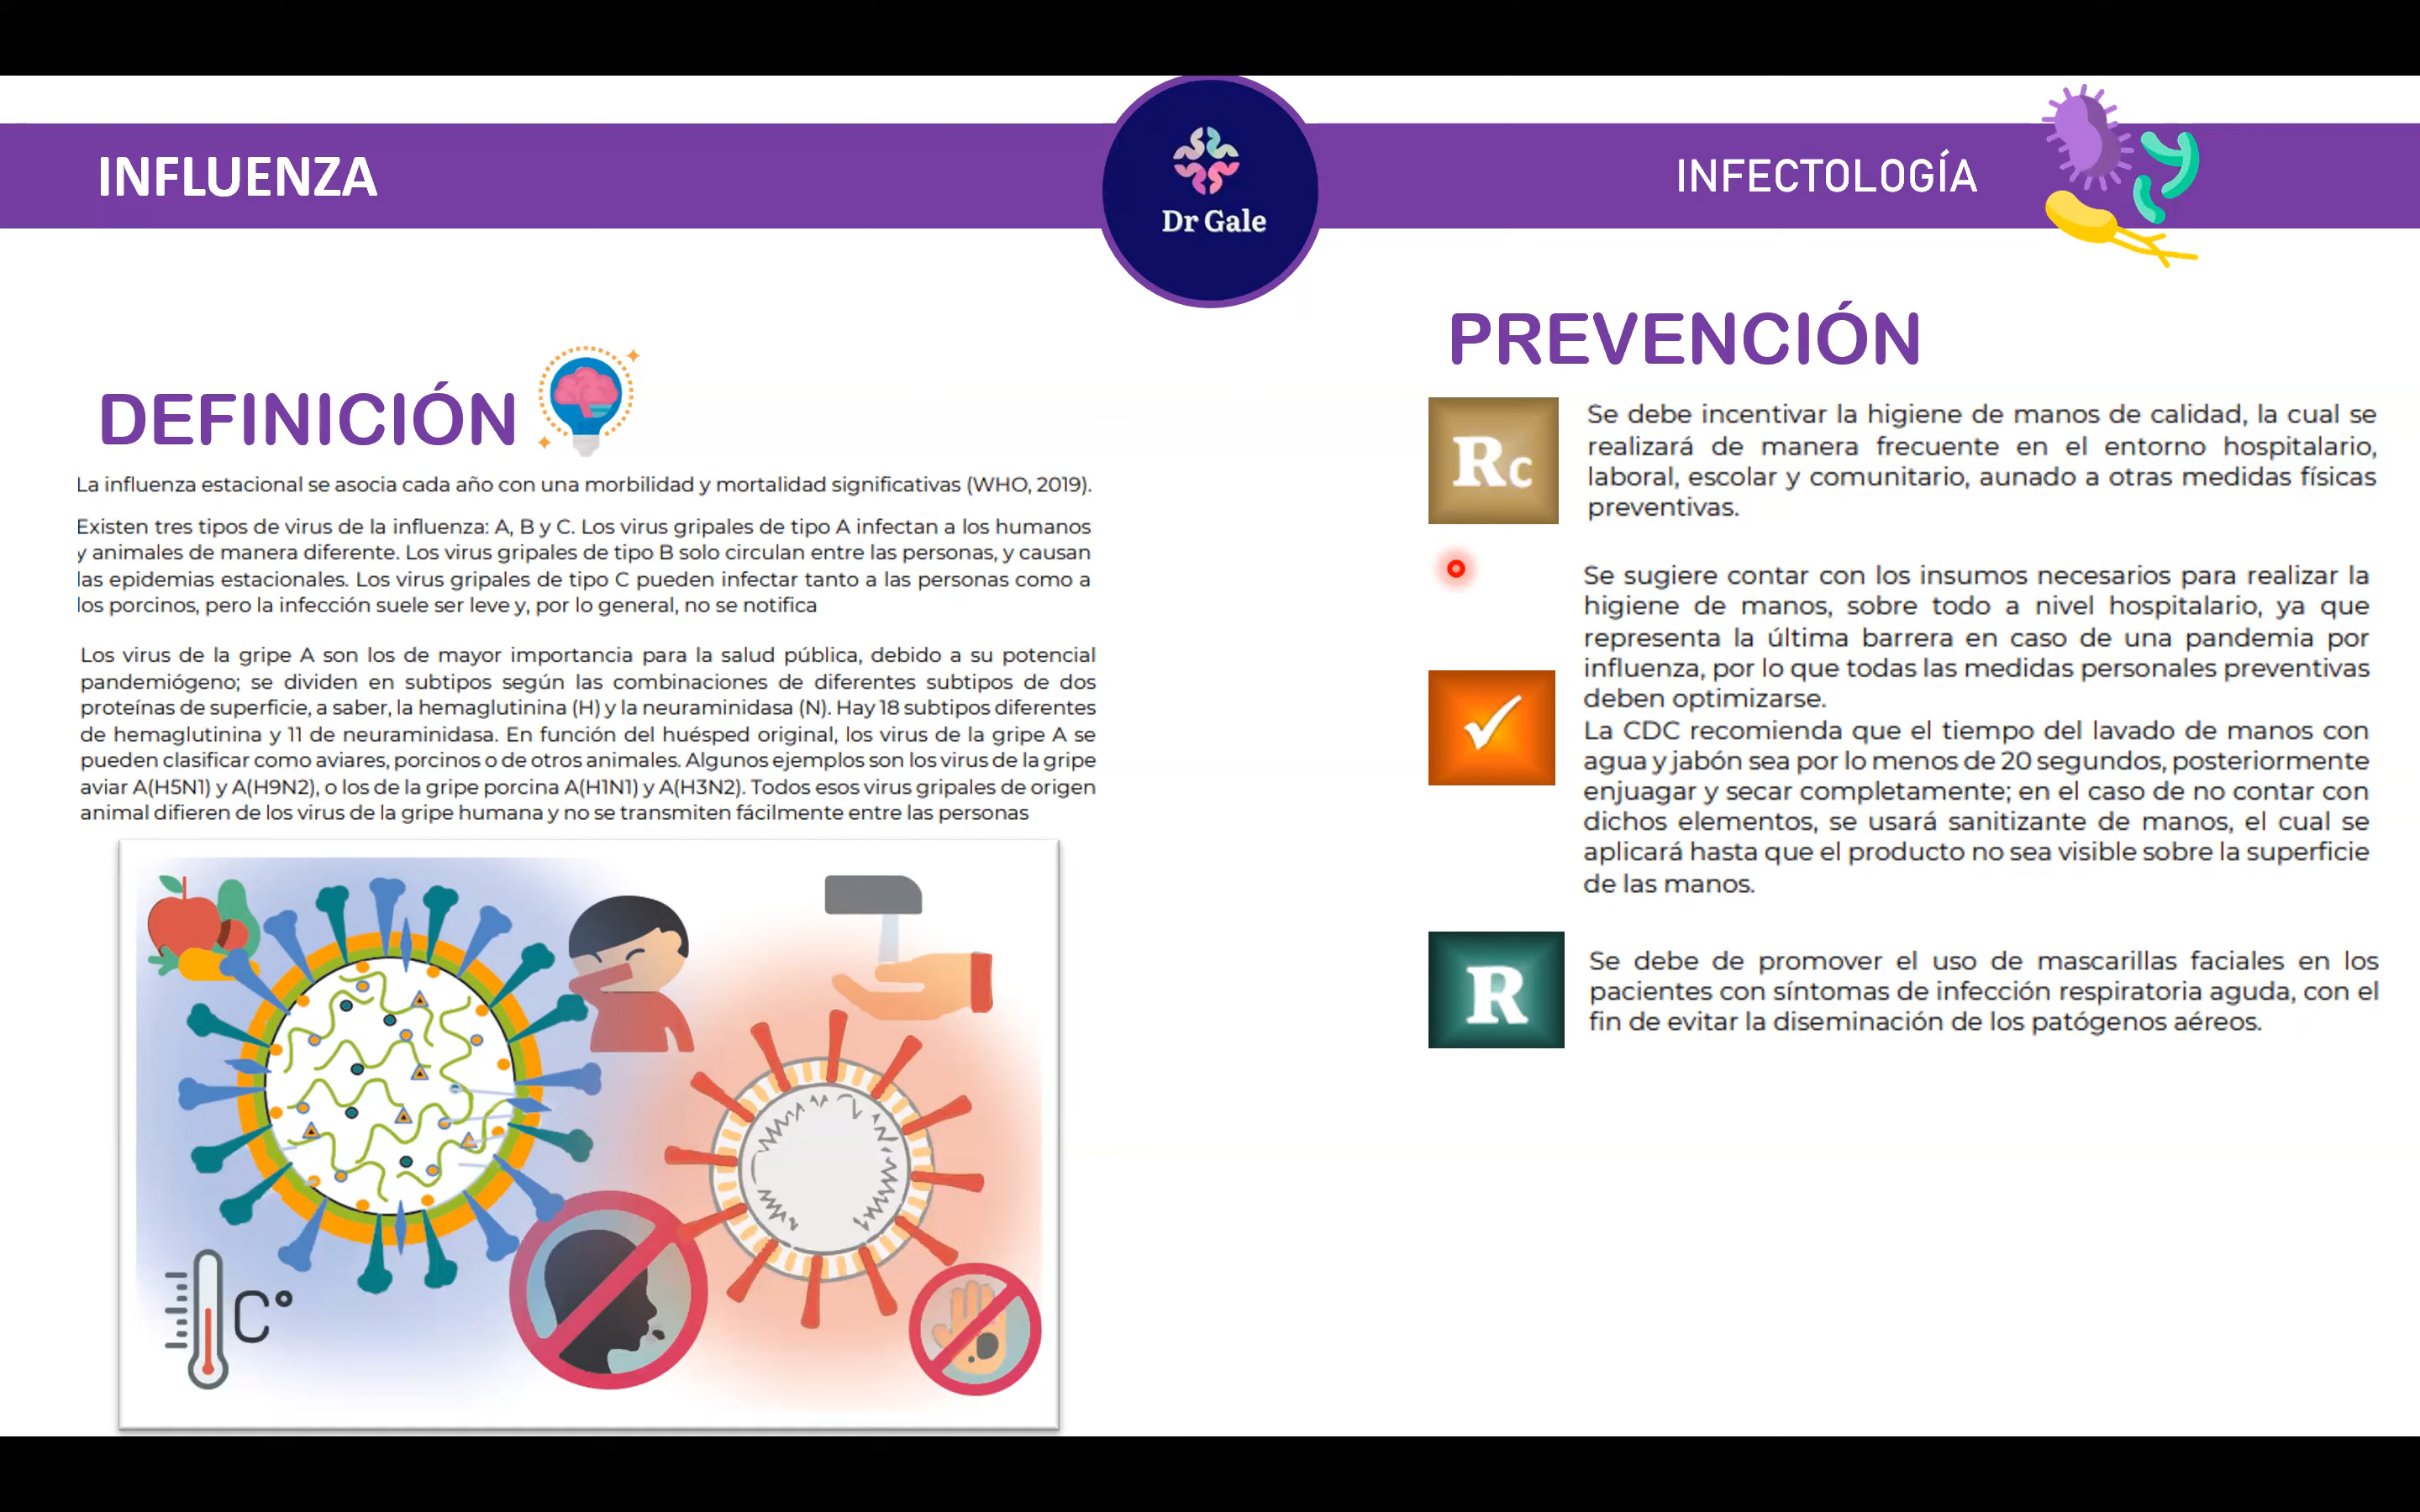 INFLUENZA
Dr Gale
INFECTOLOGÍA
DEFINICIÓN
La influenza estacional se asocia cada año con una morbilidad y mortalidad significativas (WHO, 2019).
Existen tres tipos de virus de la influenza: A, B y C. Los virus gripales de tipo A infectan a los humanos
y animales de manera diferente. Los virus gripales de tipo B solo circulan entre las personas, y causan
las epidemias estacionales. Los virus gripales de tipo C pueden infectar tanto a las personas como a
los porcinos, pero la infección suele ser leve y, por lo general, no se notifica
Los virus de la gripe A son los de mayor importancia para la salud pública, debido a su potencial
pandemiógeno; se dividen en subtipos según las combinaciones de diferentes subtipos de dos
proteínas de superficie, a saber, la hemaglutinina (H) y la neuraminidasa (N). Hay 18 subtipos diferentes
de hemaglutinina y 11 de neuraminidasa. En función del huésped original, los virus de la gripe A se
pueden clasificar como aviares, porcinos o de otros animales. Algunos ejemplos son los virus de la gripe
aviar A(H5N1) y A(H9N2), o los de la gripe porcina A(H1N1) y A(H3N2). Todos esos virus gripales de origen
animal difieren de los virus de la gripe humana y no se transmiten fácilmente entre las personas
C°
PREVENCIÓN
Rc
Se debe incentivar la higiene de manos de calidad, la cual se
realizará de manera frecuente en el entorno hospitalario,
laboral, escolar y comunitario, aunado a otras medidas físicas
preventivas.
Se sugiere contar con los insumos necesarios para realizar la
higiene de manos, sobre todo a nivel hospitalario, ya que
representa la última barrera en caso de una pandemia por
influenza, por lo que todas las medidas personales preventivas
deben optimizarse.
La CDC recomienda que el tiempo del lavado de manos con
agua y jabón sea por lo menos de 20 segundos, posteriormente
enjuagar y secar completamente; en el caso de no contar con
dichos elementos, se usará sanitizante de manos, el cual se
aplicará hasta que el producto no sea visible sobre la superficie
de las manos.
R
Se debe de promover el uso de mascarillas faciales en los
pacientes con síntomas de infección respiratoria aguda, con el
fin de evitar la diseminación de los patógenos aéreos.